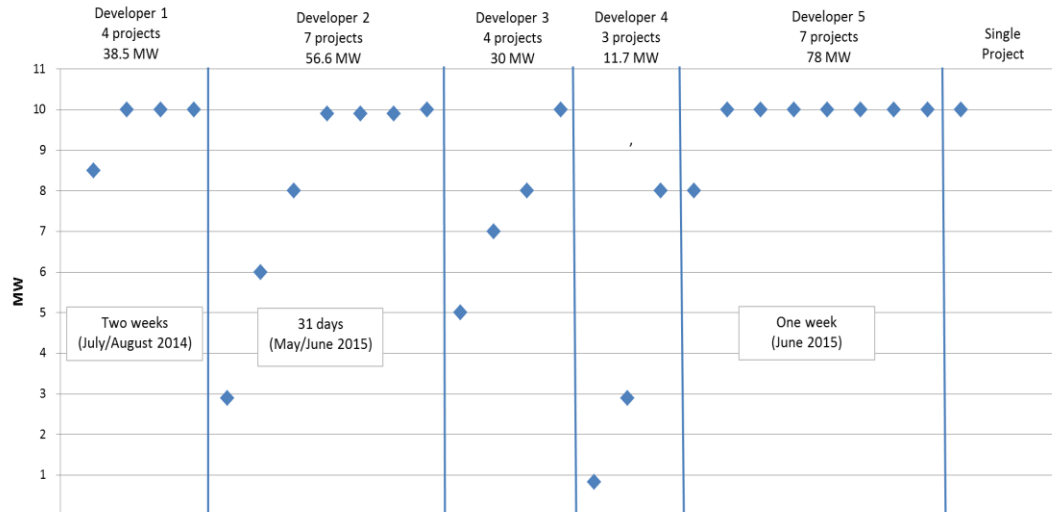 Developer 1
4 projects
38.5 MW
Developer 2
7 projects
56.6 MW
Developer 3
4 projects
30 MW
Developer 4
3 projects
11.7 MW
Developer 5
7 projects
78 MW
Single
Project
11
10
9
8
7
6
5
4
3
2
1
MW
,
Two weeks
(July/August 2014)
31 days
(May/June 2015)
One week
(June 2015)